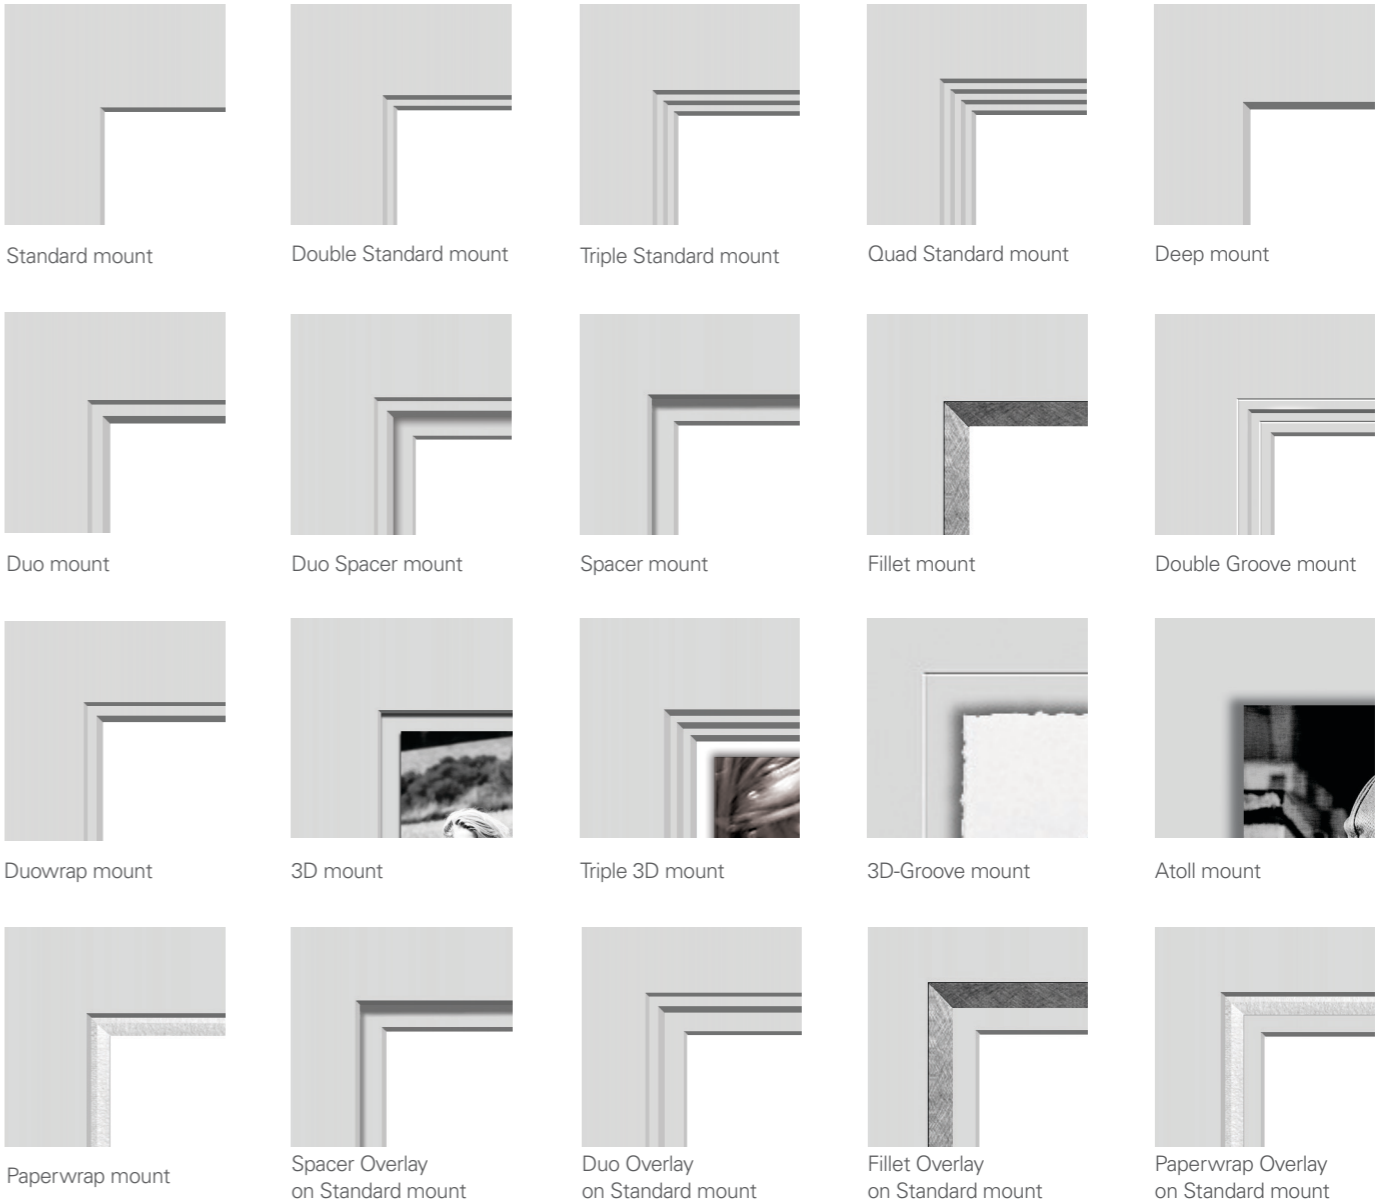 Standard mount
Double Standard mount
Triple Standard mount
Quad Standard mount
Deep mount
Duo mount
Duo Spacer mount
Spacer mount
Fillet mount
Double Groove mount
Duowrap mount
3D mount
Triple 3D mount
3D-Groove mount
Atoll mount
Paperwrap mount
Spacer Overlay
on Standard mount
Duo Overlay
on Standard mount
Fillet Overlay
on Standard mount
Paperwrap Overlay
on Standard mount